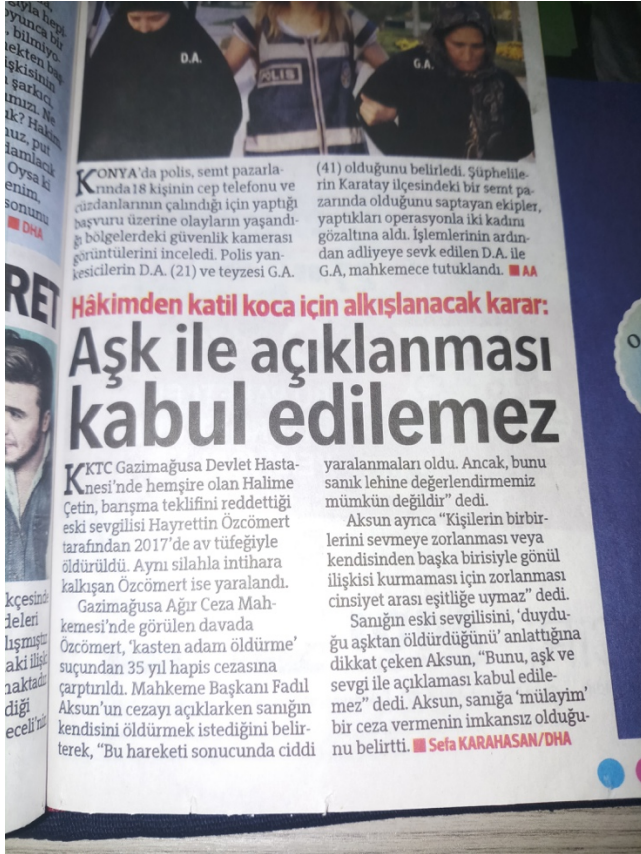 D.A.
POLİS
G.A.
KONYA'da polis, semt pazarla-
rında 18 kişinin cep telefonu ve
cüzdanlarının çalındığı için yaptığı
başvuru üzerine olayların yaşandı-
ğı bölgelerdeki güvenlik kamerası
görüntülerini inceledi. Polis yan-
kesicilerin D.A. (21) ve teyzesi G.A.
(41) olduğunu belirledi. Şüphelile-
rin Karatay ilçesindeki bir semt pa-
zarında olduğunu saptayan ekipler,
yaptıkları operasyonla iki kadını
gözaltına aldı. İşlemlerinin ardın-
dan adliyeye sevk edilen D.A. ile
G.A, mahkemece tutuklandı. ■ AA
Hâkimden katil koca için alkışlanacak karar:
Aşk ile açıklanması
kabul edilemez
KKTC Gazimağusa Devlet Hasta-
nesi'nde hemşire olan Halime
Çetin, barışma teklifini reddettiği
eski sevgilisi Hayrettin Özcömert
tarafından 2017'de av tüfeğiyle
öldürüldü. Aynı silahla intihara
kalkışan Özcömert ise yaralandı.
Gazimağusa Ağır Ceza Mah-
kemesi'nde görülen davada
Özcömert, 'kasten adam öldürme'
suçundan 35 yıl hapis cezasına
çarptırıldı. Mahkeme Başkanı Fadıl
Aksun'un cezayı açıklarken sanığın
kendisini öldürmek istediğini belir-
terek, "Bu hareketi sonucunda ciddi
yaralanmaları oldu. Ancak, bunu
sanık lehine değerlendirmemiz
mümkün değildir" dedi.
Aksun ayrıca "Kişilerin birbir-
lerini sevmeye zorlanması veya
kendisinden başka birisiyle gönül
ilişkisi kurmaması için zorlanması
cinsiyet arası eşitliğe uymaz" dedi.
Sanığın eski sevgilisini, 'duydu-
ğu aşktan öldürdüğünü' anlattığına
dikkat çeken Aksun, "Bunu, aşk ve
sevgi ile açıklaması kabul edile-
mez" dedi. Aksun, sanığa 'mülayim'
bir ceza vermenin imkansız olduğu-
nu belirtti. ■ Sefa KARAHASAN/DHA
oyunca bir
şarkıcı,
Oysa ki
sonunu
■ DHA
RET